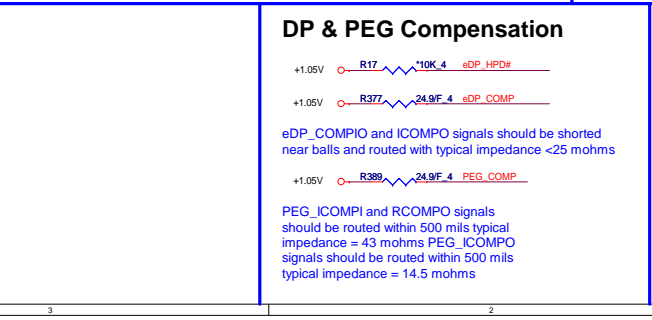 DP & PEG Compensation
+1.05V R17 *10K_4 eDP_HPD#
+1.05V R377 24.9/F_4 eDP_COMP
eDP_COMPIO and ICOMPO signals should be shorted
near balls and routed with typical impedance <25 mohms
+1.05V R389 24.9/F_4 PEG_COMP
PEG_ICOMPI and RCOMPO signals
should be routed within 500 mils typical
impedance = 43 mohms PEG_ICOMPO
signals should be routed within 500 mils
typical impedance = 14.5 mohms
3 2